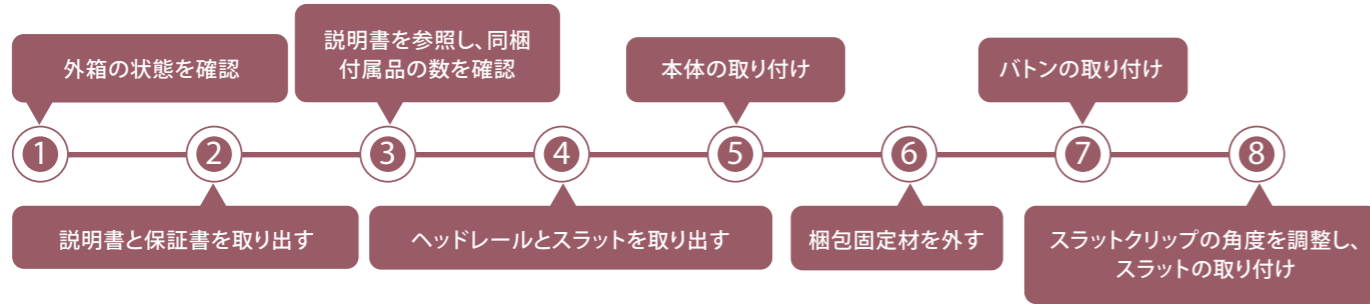 ① 外箱の状態を確認
② 説明書と保証書を取り出す
③ 説明書を参照し、同梱
付属品の数を確認
④ ヘッドレールとスラットを取り出す
⑤ 本体の取り付け
⑥ 梱包固定材を外す
⑦ バトンの取り付け
⑧ スラットクリップの角度を調整し、
スラットの取り付け